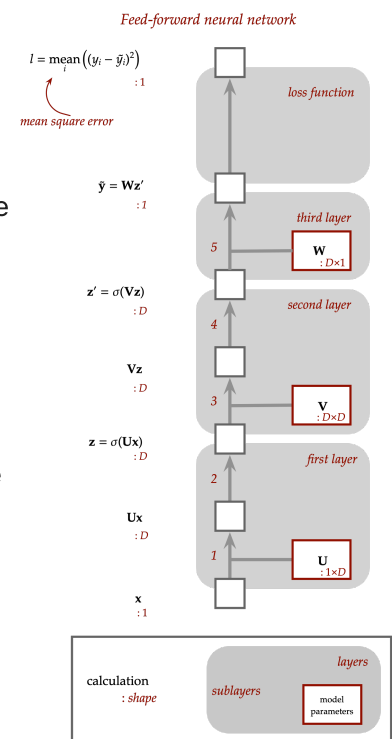 Feed-forward neural network
l = mean_i ((y_i − ỹ_i)²)
: 1
mean square error
loss function
ỹ = Wz′
: 1
e
third layer
5
W
: D×1
z′ = σ(Vz)
: D
second layer
4
Vz
: D
3
V
: D×D
z = σ(Ux)
: D
first layer
2
Ux
: D
1
U
: 1×D
x
: 1
calculation
: shape
layers
sublayers
model
parameters